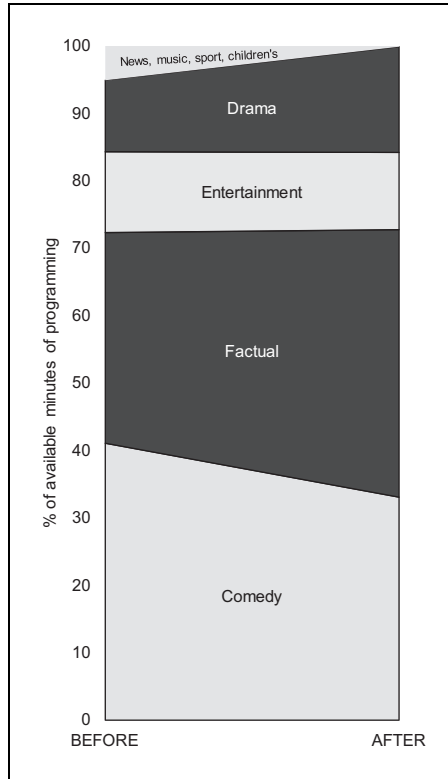 % of available minutes of programming
100
90
80
70
60
50
40
30
20
10
0
News, music, sport, children's
Drama
Entertainment
Factual
Comedy
BEFORE
AFTER